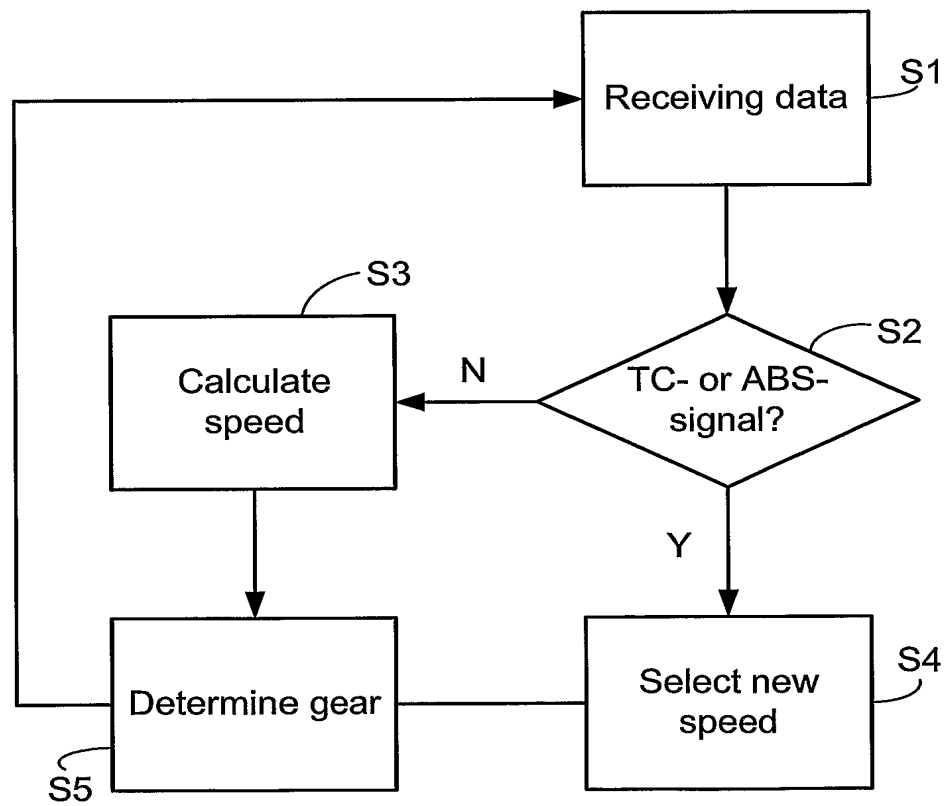 Receiving data
S1
S3
S2
Calculate
speed
N
TC- or ABS-
signal?
Y
Determine gear
Select new
speed
S4
S5